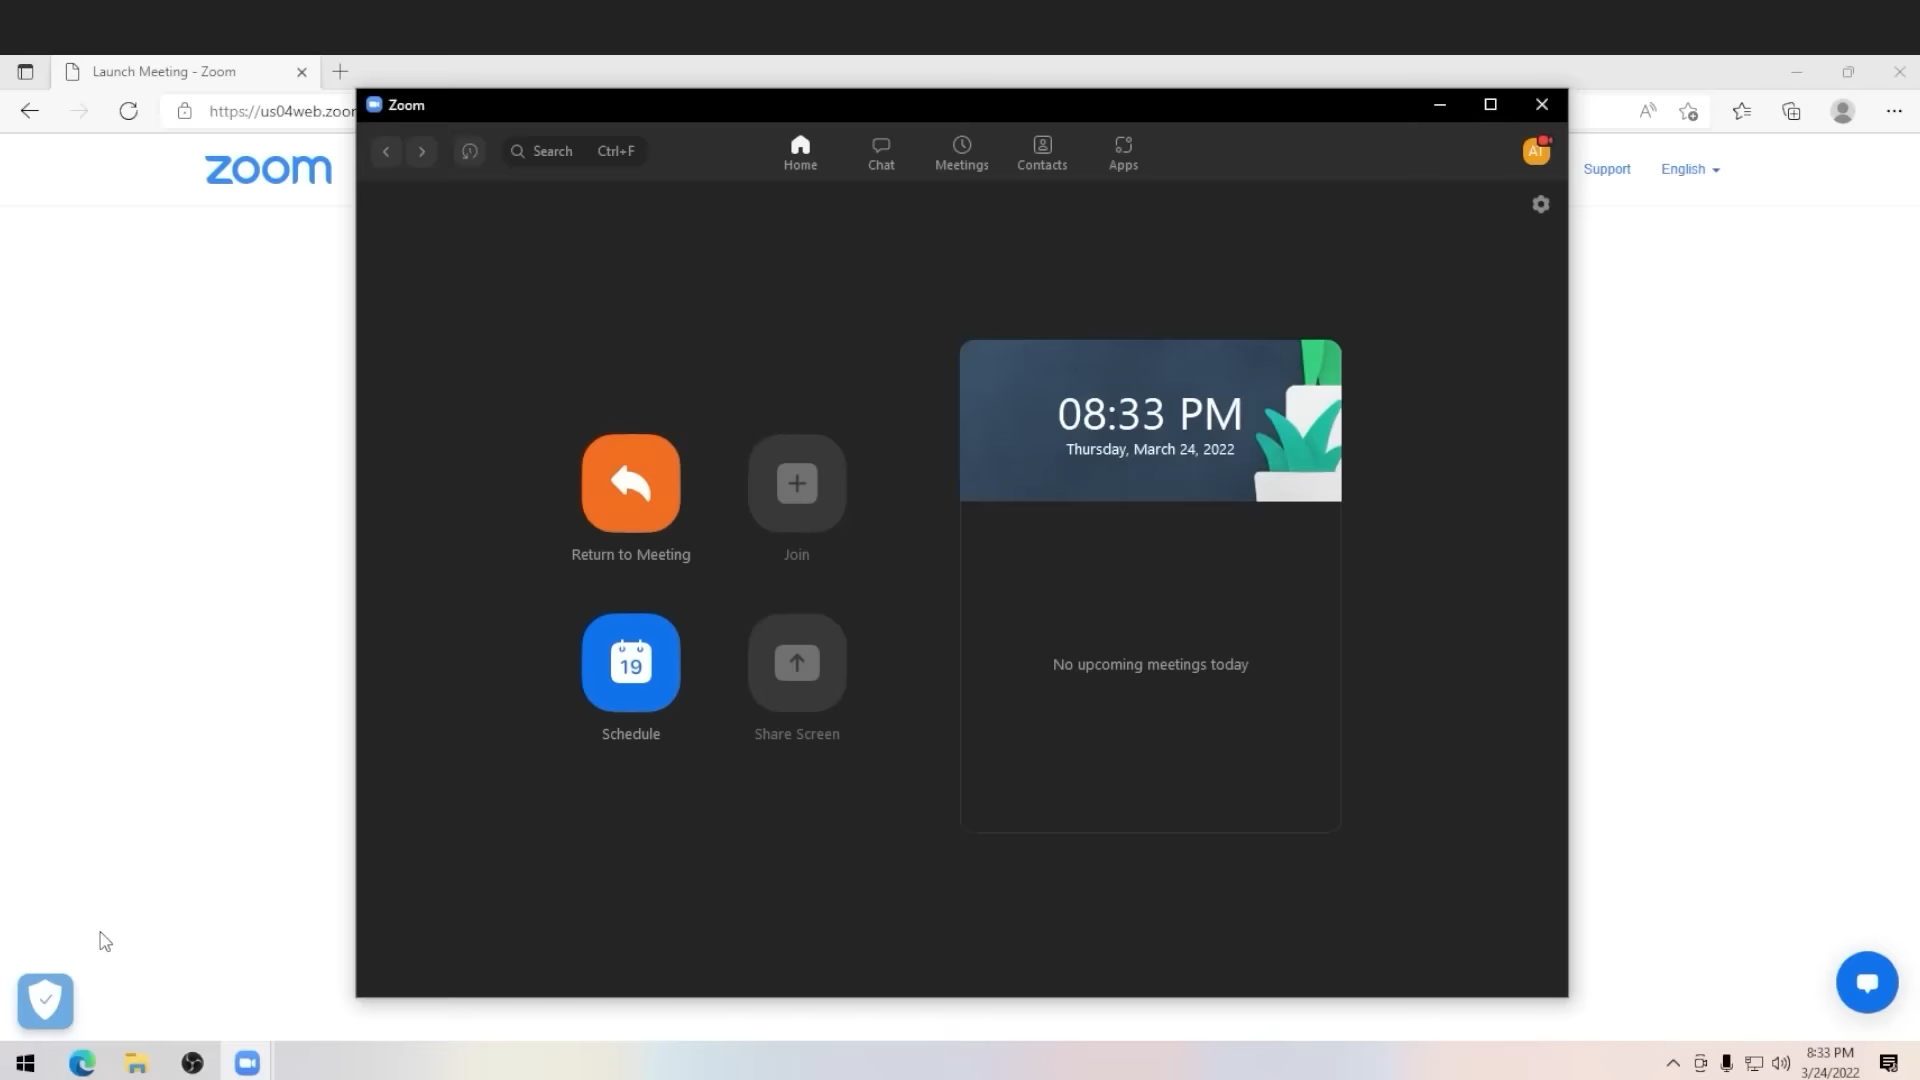 Launch Meeting - Zoom
https://us04web.zoom
zoom
Support
English
Zoom
Search Ctrl+F
Home
Chat
Meetings
Contacts
Apps
AT
08:33 PM
Thursday, March 24, 2022
Return to Meeting
Join
19
Schedule
Share Screen
No upcoming meetings today
8:33 PM
3/24/2022